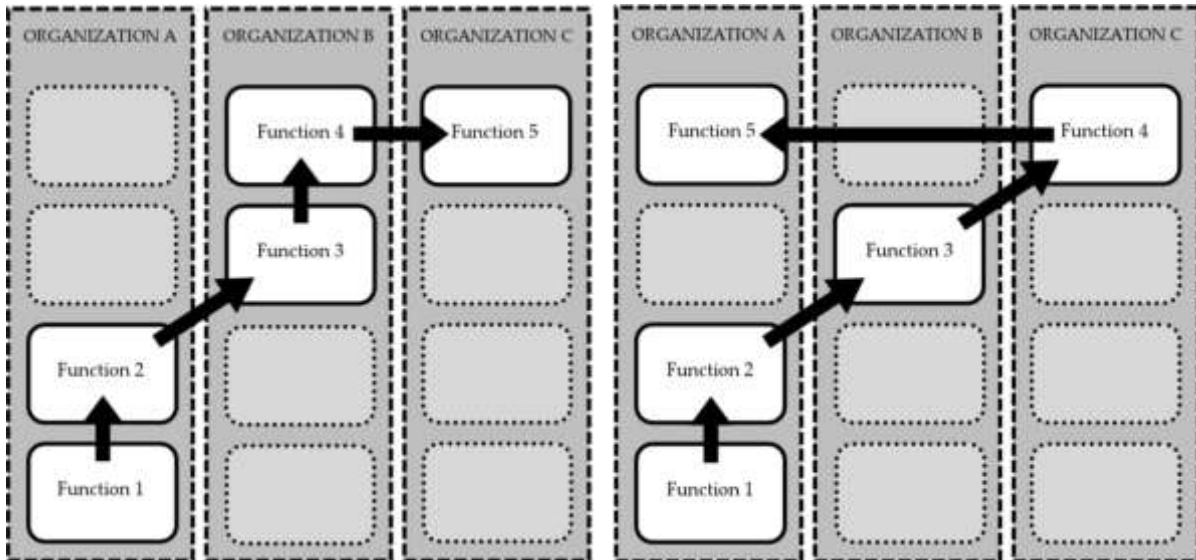 ORGANIZATION A
ORGANIZATION B
ORGANIZATION C
Function 4
Function 5
Function 3
Function 2
Function 1
ORGANIZATION A
ORGANIZATION B
ORGANIZATION C
Function 5
Function 4
Function 3
Function 2
Function 1